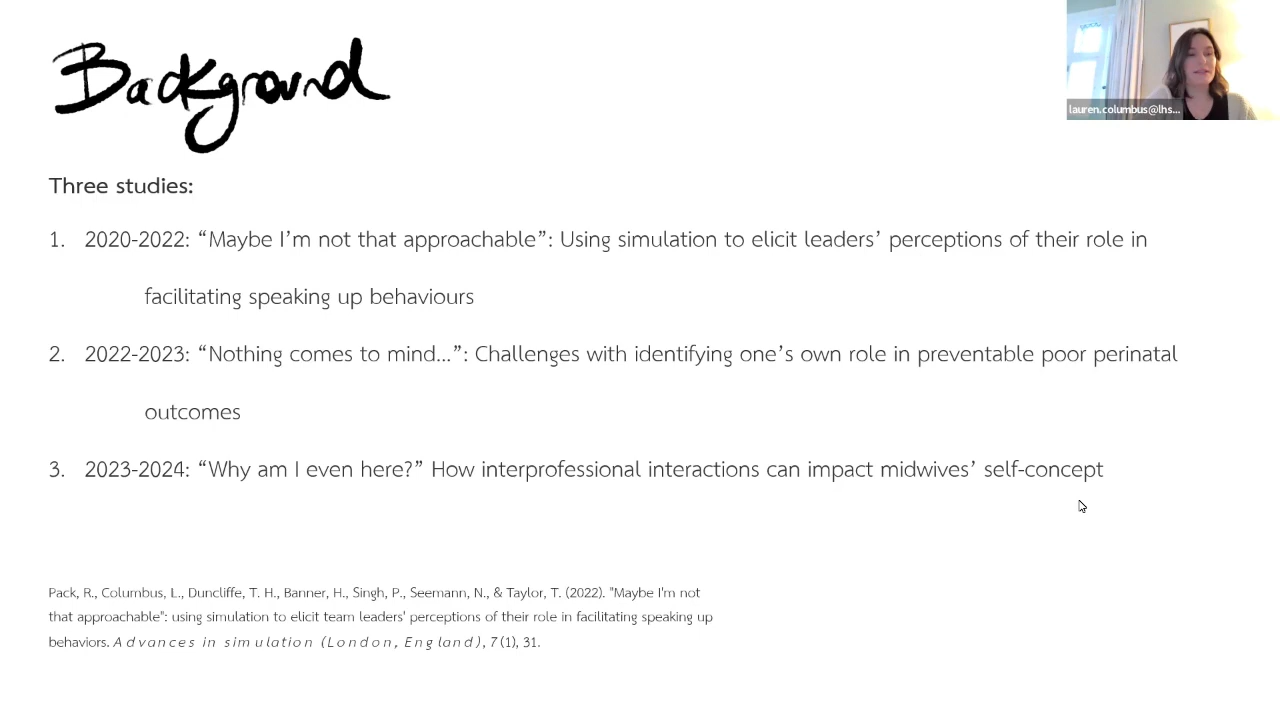 Background
lauren.columbus@lhs...
Three studies:
1. 2020-2022: “Maybe I’m not that approachable”: Using simulation to elicit leaders’ perceptions of their role in
facilitating speaking up behaviours
2. 2022-2023: “Nothing comes to mind...”: Challenges with identifying one’s own role in preventable poor perinatal
outcomes
3. 2023-2024: “Why am I even here?” How interprofessional interactions can impact midwives’ self-concept
Pack, R., Columbus, L., Duncliffe, T. H., Banner, H., Singh, P., Seemann, N., & Taylor, T. (2022). "Maybe I'm not
that approachable": using simulation to elicit team leaders' perceptions of their role in facilitating speaking up
behaviors. Advances in simulation (London, England), 7(1), 31.